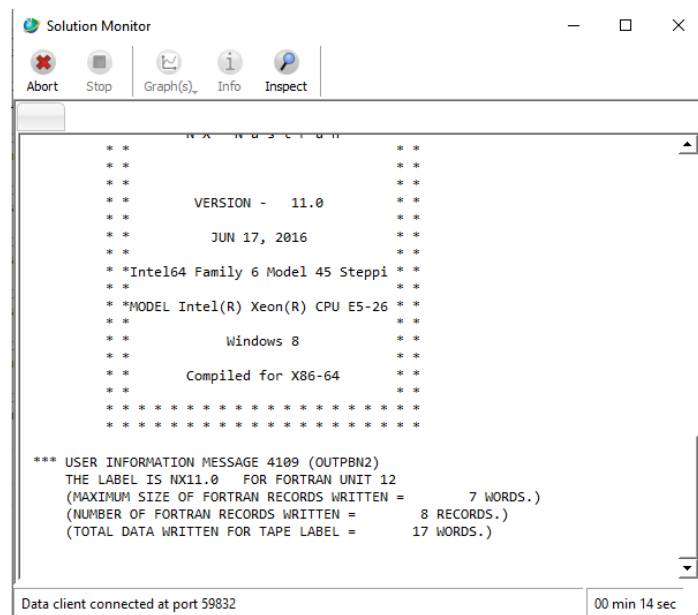 Solution Monitor
Abort Stop Graph(s) Info Inspect
* * * *
* * * *
* * * *
* * VERSION - 11.0 * *
* * * *
* * JUN 17, 2016 * *
* * * *
* *Intel64 Family 6 Model 45 Steppi * *
* * * *
* *MODEL Intel(R) Xeon(R) CPU E5-26 * *
* * * *
* * Windows 8 * *
* * * *
* * Compiled for X86-64 * *
* * * *
* * * * * * * * * * * * * * * * * * * *
* * * * * * * * * * * * * * * * * * * *
*** USER INFORMATION MESSAGE 4109 (OUTPBN2)
THE LABEL IS NX11.0 FOR FORTRAN UNIT 12
(MAXIMUM SIZE OF FORTRAN RECORDS WRITTEN = 7 WORDS.)
(NUMBER OF FORTRAN RECORDS WRITTEN = 8 RECORDS.)
(TOTAL DATA WRITTEN FOR TAPE LABEL = 17 WORDS.)
Data client connected at port 59832
00 min 14 sec